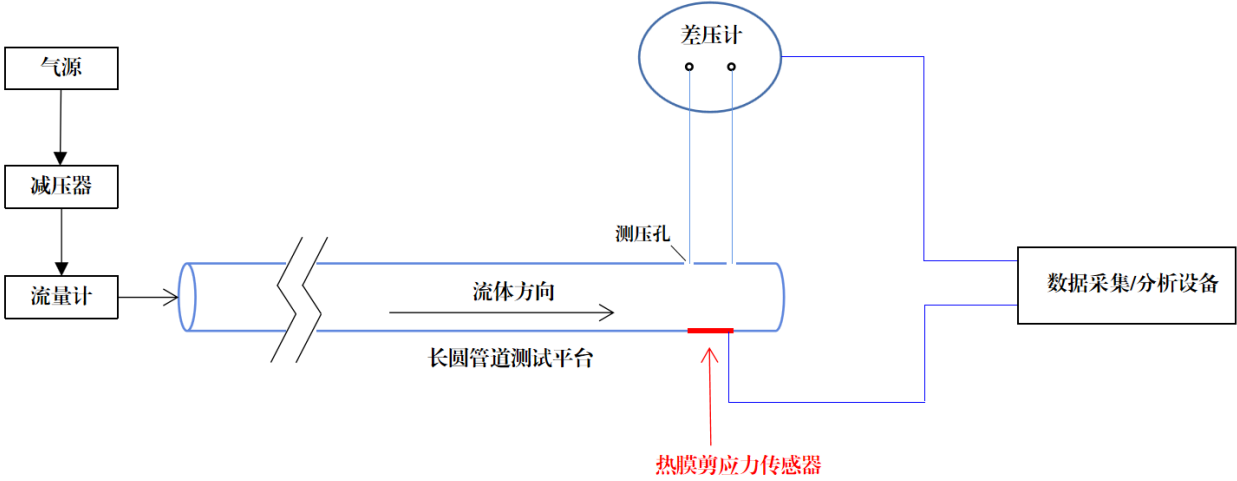 差压计
气源
减压器
测压孔
数据采集/分析设备
流量计
流体方向
长圆管道测试平台
热膜剪应力传感器